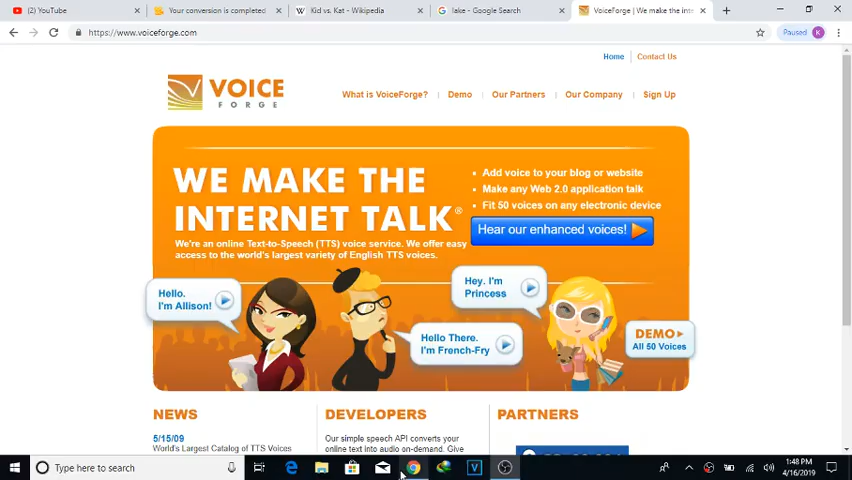 (2) YouTube
Your conversion is completed
Kid vs. Kat - Wikipedia
lake - Google Search
VoiceForge | We make the inte
https://www.voiceforge.com
Paused
K
Home
Contact Us
VOICE
FORGE
What is VoiceForge?
Demo
Our Partners
Our Company
Sign Up
WE MAKE THE
INTERNET TALK®
We're an online Text-to-Speech (TTS) voice service. We offer easy
access to the world's largest variety of English TTS voices.
Add voice to your blog or website
Make any Web 2.0 application talk
Fit 50 voices on any electronic device
Hear our enhanced voices!
Hello.
I'm Allison!
Hello There.
I'm French-Fry
Hey. I'm
Princess
DEMO
All 50 Voices
NEWS
5/15/09
World's Largest Catalog of TTS Voices
DEVELOPERS
Our simple speech API converts your
online text into audio on-demand. Give
PARTNERS
Type here to search
1:48 PM
4/16/2019